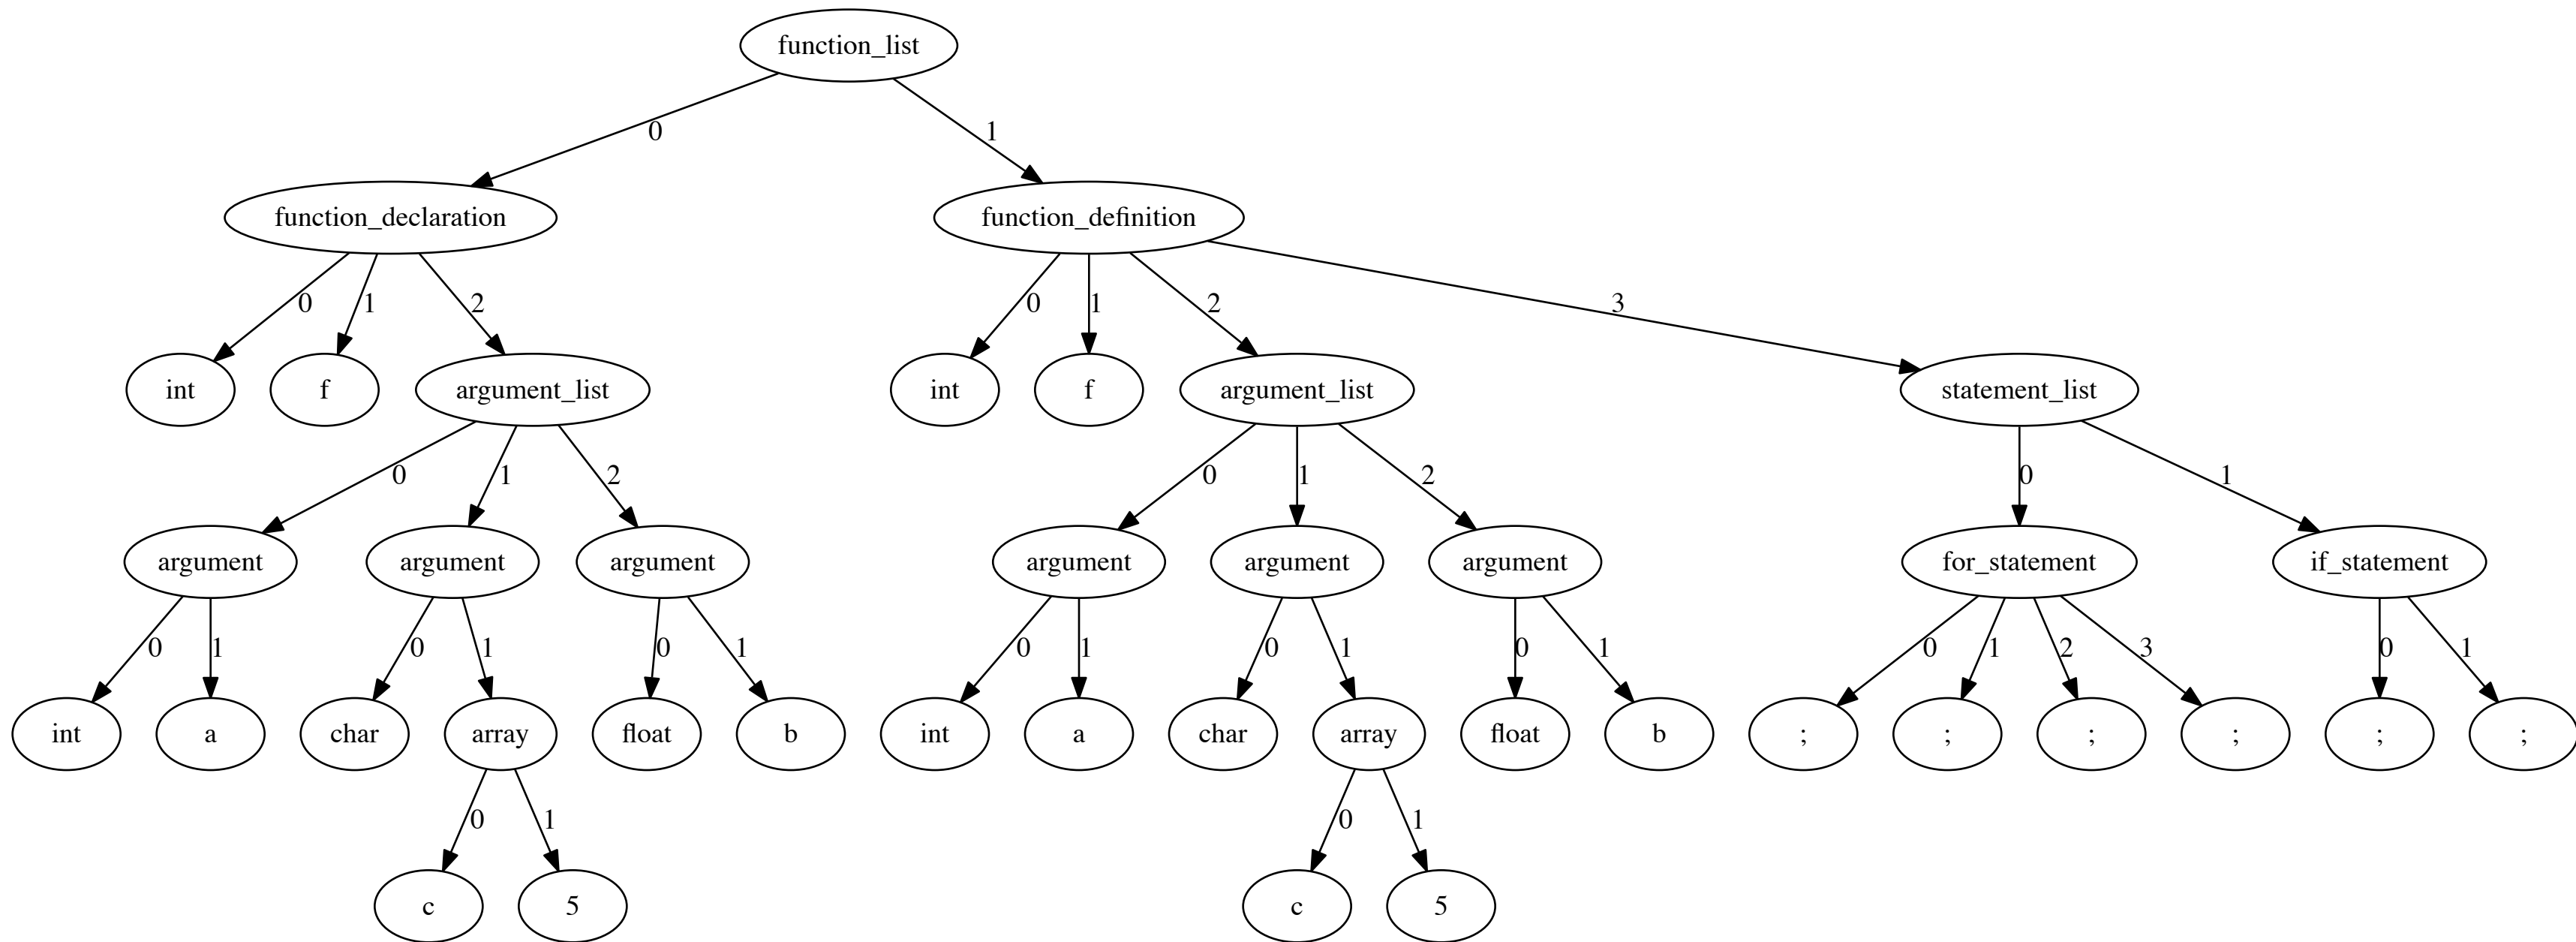 function_list
0 1
function_declaration function_definition
0 1 2 0 1 2 3
int f argument_list int f argument_list statement_list
0 1 2 0 1 2 0 1
argument argument argument argument argument argument for_statement if_statement
0 1 0 1 0 1 0 1 0 1 0 1 0 1 2 3 0 1
int a char array float b int a char array float b ; ; ; ; ; ;
0 1 0 1
c 5 c 5